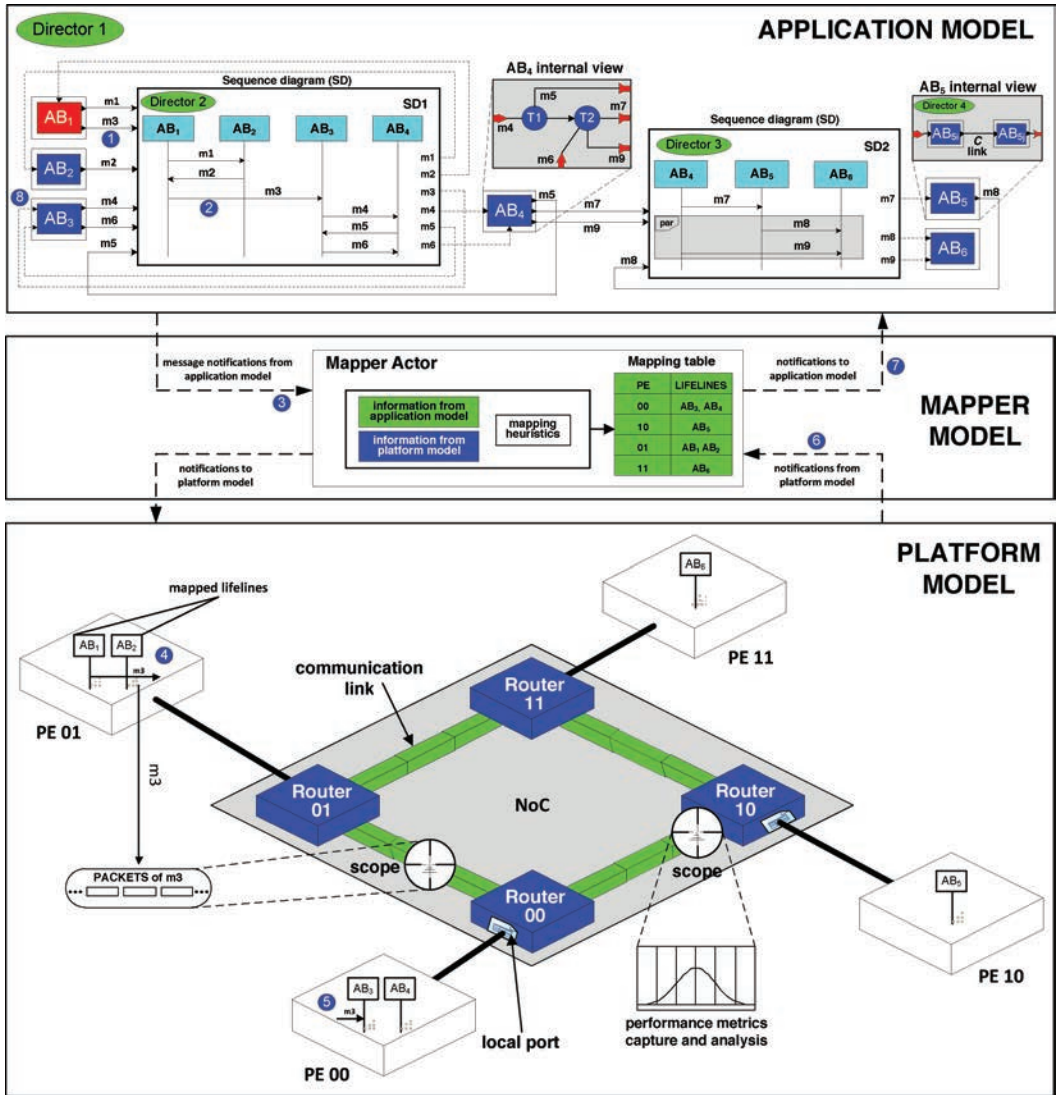 Director 1
APPLICATION MODEL
Sequence diagram (SD)
SD1
Director 2
AB1
AB2
AB3
AB4
m1
m2
m3
m4
m5
m6
2
m1
m2
m3
m4
m5
m6
AB1
m1
m3
1
AB2
m2
8
AB3
m4
m6
m5
AB4 internal view
m5
m4
T1
T2
m7
m6
m9
AB4
m5
m7
m9
Sequence diagram (SD)
SD2
Director 3
AB4
AB5
AB6
m7
par
m8
m9
m8
m7
m8
m9
AB5 internal view
Director 4
AB5
AB5
C
link
AB5
m8
AB6
message notifications from
application model
3
Mapper Actor
information from
application model
information from
platform model
mapping
heuristics
Mapping table
PE LIFELINES
00 AB3, AB4
10 AB5
01 AB1 AB2
11 AB6
notifications to
application model
7
MAPPER
MODEL
notifications to
platform model
6
notifications from
platform model
PLATFORM
MODEL
mapped lifelines
AB1
AB2
4
m3
PE 01
m3
PACKETS of m3
communication
link
AB6
PE 11
Router
11
Router
01
NoC
Router
10
scope
scope
Router
00
AB5
PE 10
5
AB3
AB4
m3
PE 00
local port
performance metrics
capture and analysis